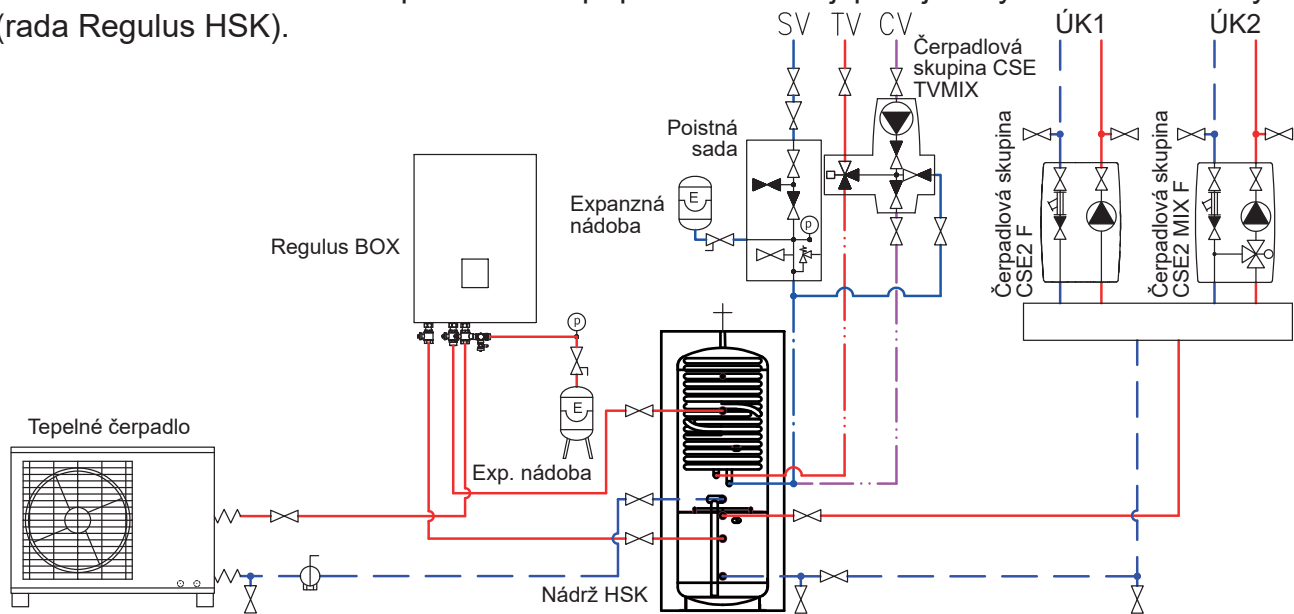 (rada Regulus HSK).
SV TV CV
ÚK1 ÚK2
Čerpadlová
skupina CSE
TVMIX
Poistná
sada
Čerpadlová skupina
CSE2 F
Čerpadlová skupina
CSE2 MIX F
E
Expanzná
nádoba
p
Regulus BOX
p
E
Tepelné čerpadlo
Exp. nádoba
Nádrž HSK